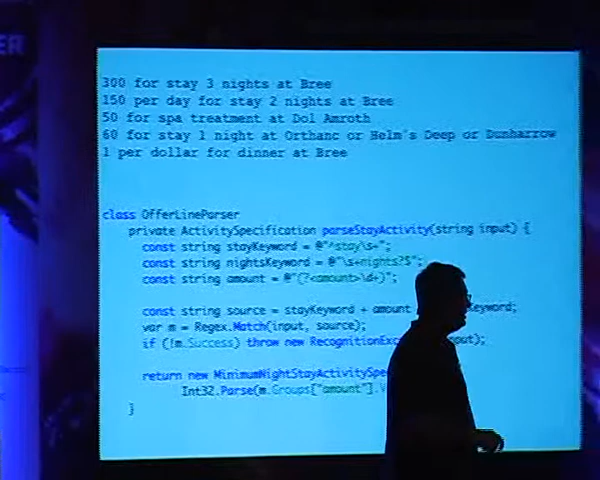 ER
300 for stay 3 nights at Bree
150 per day for stay 2 nights at Bree
50 for spa treatment at Dol Amroth
60 for stay 1 night at Orthanc or Helm's Deep or Dunharrow
1 per dollar for dinner at Bree
class OfferLineParser
private ActivitySpecification parseStayActivity(string input) {
const string stayKeyword = @"^stay\s+";
const string nightsKeyword = @"\s+nights?$";
const string amount = @"(?<amount>\d+)";
const string source = stayKeyword + amount Keyword;
var m = Regex.Match(input, source);
if (!m.Success) throw new RecognitionExc put);
return new MinimumNightStayActivitySpe
Int32.Parse(m.Groups["amount"].V
}